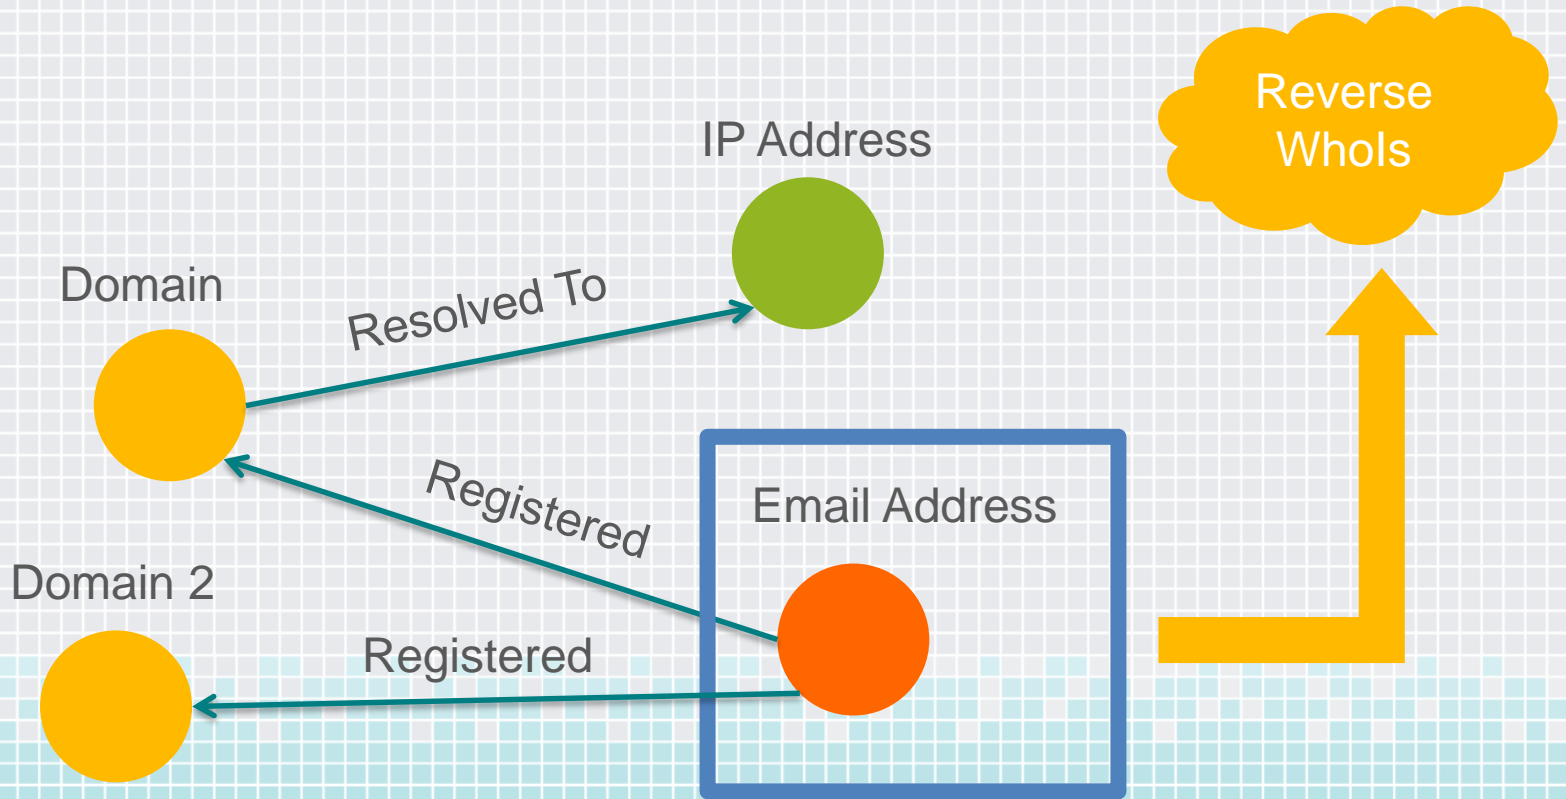 Reverse
WhoIs
IP Address
Domain
Resolved To
Registered
Email Address
Domain 2
Registered